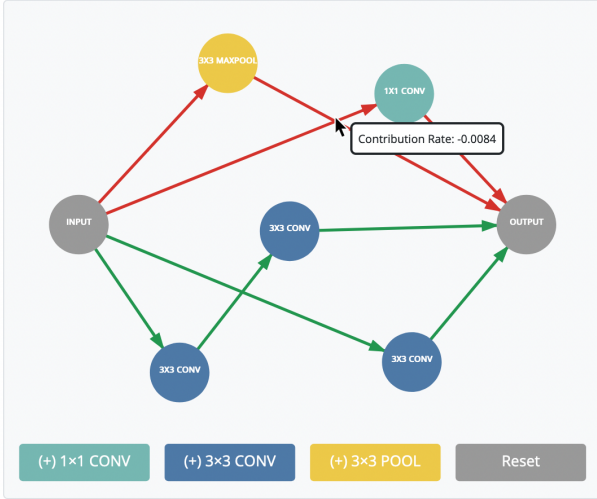 3X3 MAXPOOL
1X1 CONV
Contribution Rate: -0.0084
INPUT
3X3 CONV
OUTPUT
3X3 CONV
3X3 CONV
(+) 1×1 CONV
(+) 3×3 CONV
(+) 3×3 POOL
Reset